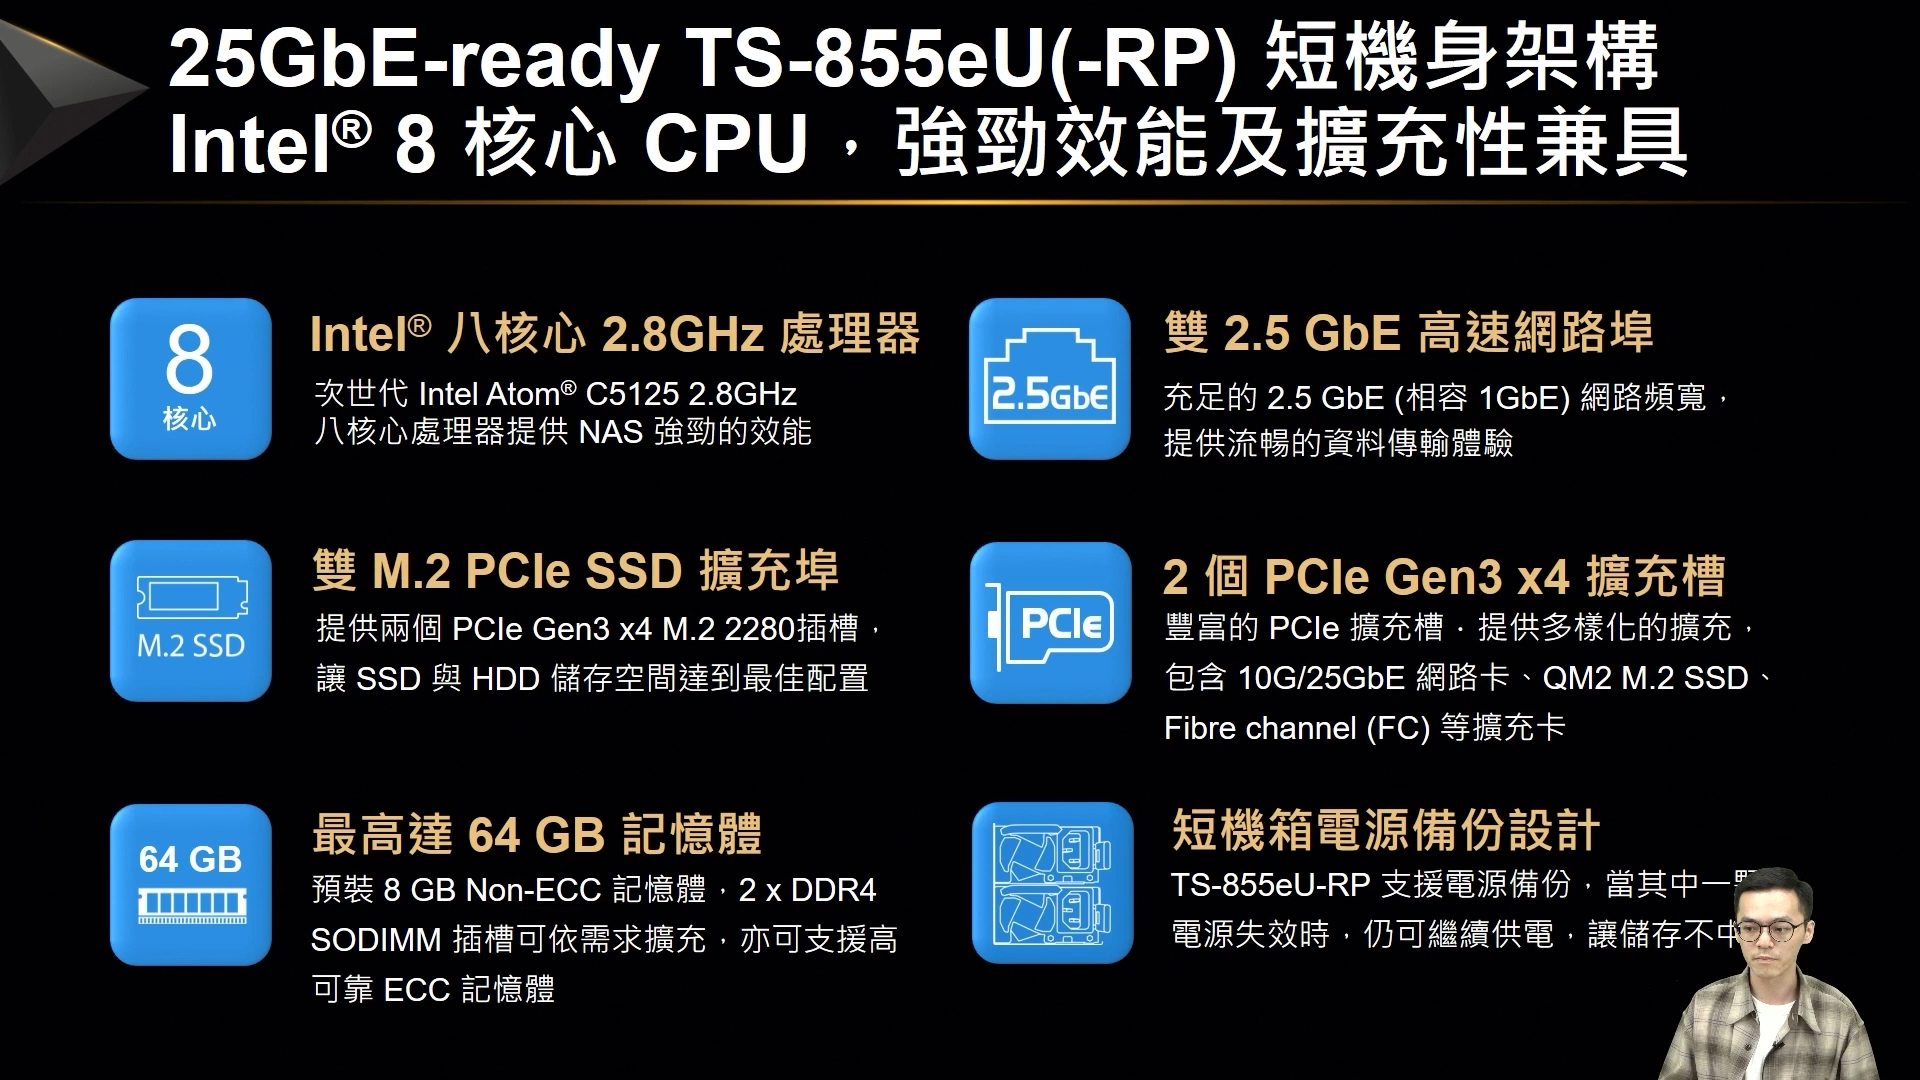 25GbE-ready TS-855eU(-RP) 短機身架構
Intel® 8 核心 CPU，強勁效能及擴充性兼具
8
核心
Intel® 八核心 2.8GHz 處理器
次世代 Intel Atom® C5125 2.8GHz
八核心處理器提供 NAS 強勁的效能
2.5GbE
雙 2.5 GbE 高速網路埠
充足的 2.5 GbE (相容 1GbE) 網路頻寬，
提供流暢的資料傳輸體驗
M.2 SSD
雙 M.2 PCIe SSD 擴充埠
提供兩個 PCIe Gen3 x4 M.2 2280插槽，
讓 SSD 與 HDD 儲存空間達到最佳配置
PCIe
2 個 PCIe Gen3 x4 擴充槽
豐富的 PCIe 擴充槽．提供多樣化的擴充，
包含 10G/25GbE 網路卡、QM2 M.2 SSD、
Fibre channel (FC) 等擴充卡
64 GB
最高達 64 GB 記憶體
預裝 8 GB Non-ECC 記憶體，2 x DDR4
SODIMM 插槽可依需求擴充，亦可支援高
可靠 ECC 記憶體
短機箱電源備份設計
TS-855eU-RP 支援電源備份，當其中一
電源失效時，仍可繼續供電，讓儲存不中